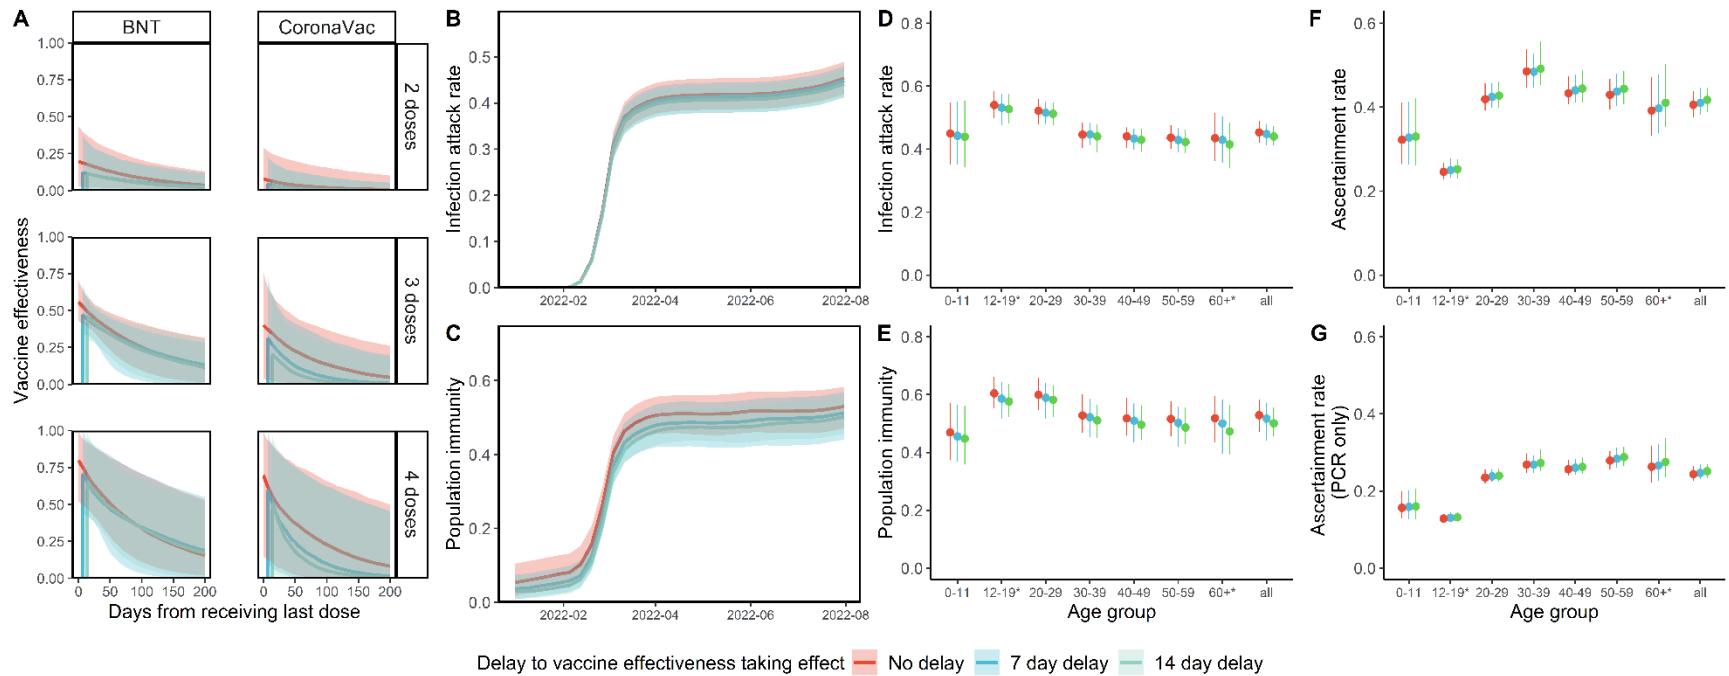 A
BNT
CoronaVac
1.00
0.75
0.50
0.25
0.00
2 doses
1.00
0.75
0.50
0.25
0.00
3 doses
1.00
0.75
0.50
0.25
0.00
4 doses
Vaccine effectiveness
0 50 100 150 200
0 50 100 150 200
Days from receiving last dose
B
Infection attack rate
0.5
0.4
0.3
0.2
0.1
0.0
2022-02 2022-04 2022-06 2022-08
C
Population immunity
0.6
0.4
0.2
0.0
2022-02 2022-04 2022-06 2022-08
D
Infection attack rate
0.8
0.6
0.4
0.2
0.0
0-11 12-19* 20-29 30-39 40-49 50-59 60+* all
E
Population immunity
0.8
0.6
0.4
0.2
0.0
0-11 12-19* 20-29 30-39 40-49 50-59 60+* all
Age group
F
Ascertainment rate
0.6
0.4
0.2
0.0
0-11 12-19* 20-29 30-39 40-49 50-59 60+* all
G
Ascertainment rate
(PCR only)
0.6
0.4
0.2
0.0
0-11 12-19* 20-29 30-39 40-49 50-59 60+* all
Age group
Delay to vaccine effectiveness taking effect No delay 7 day delay 14 day delay